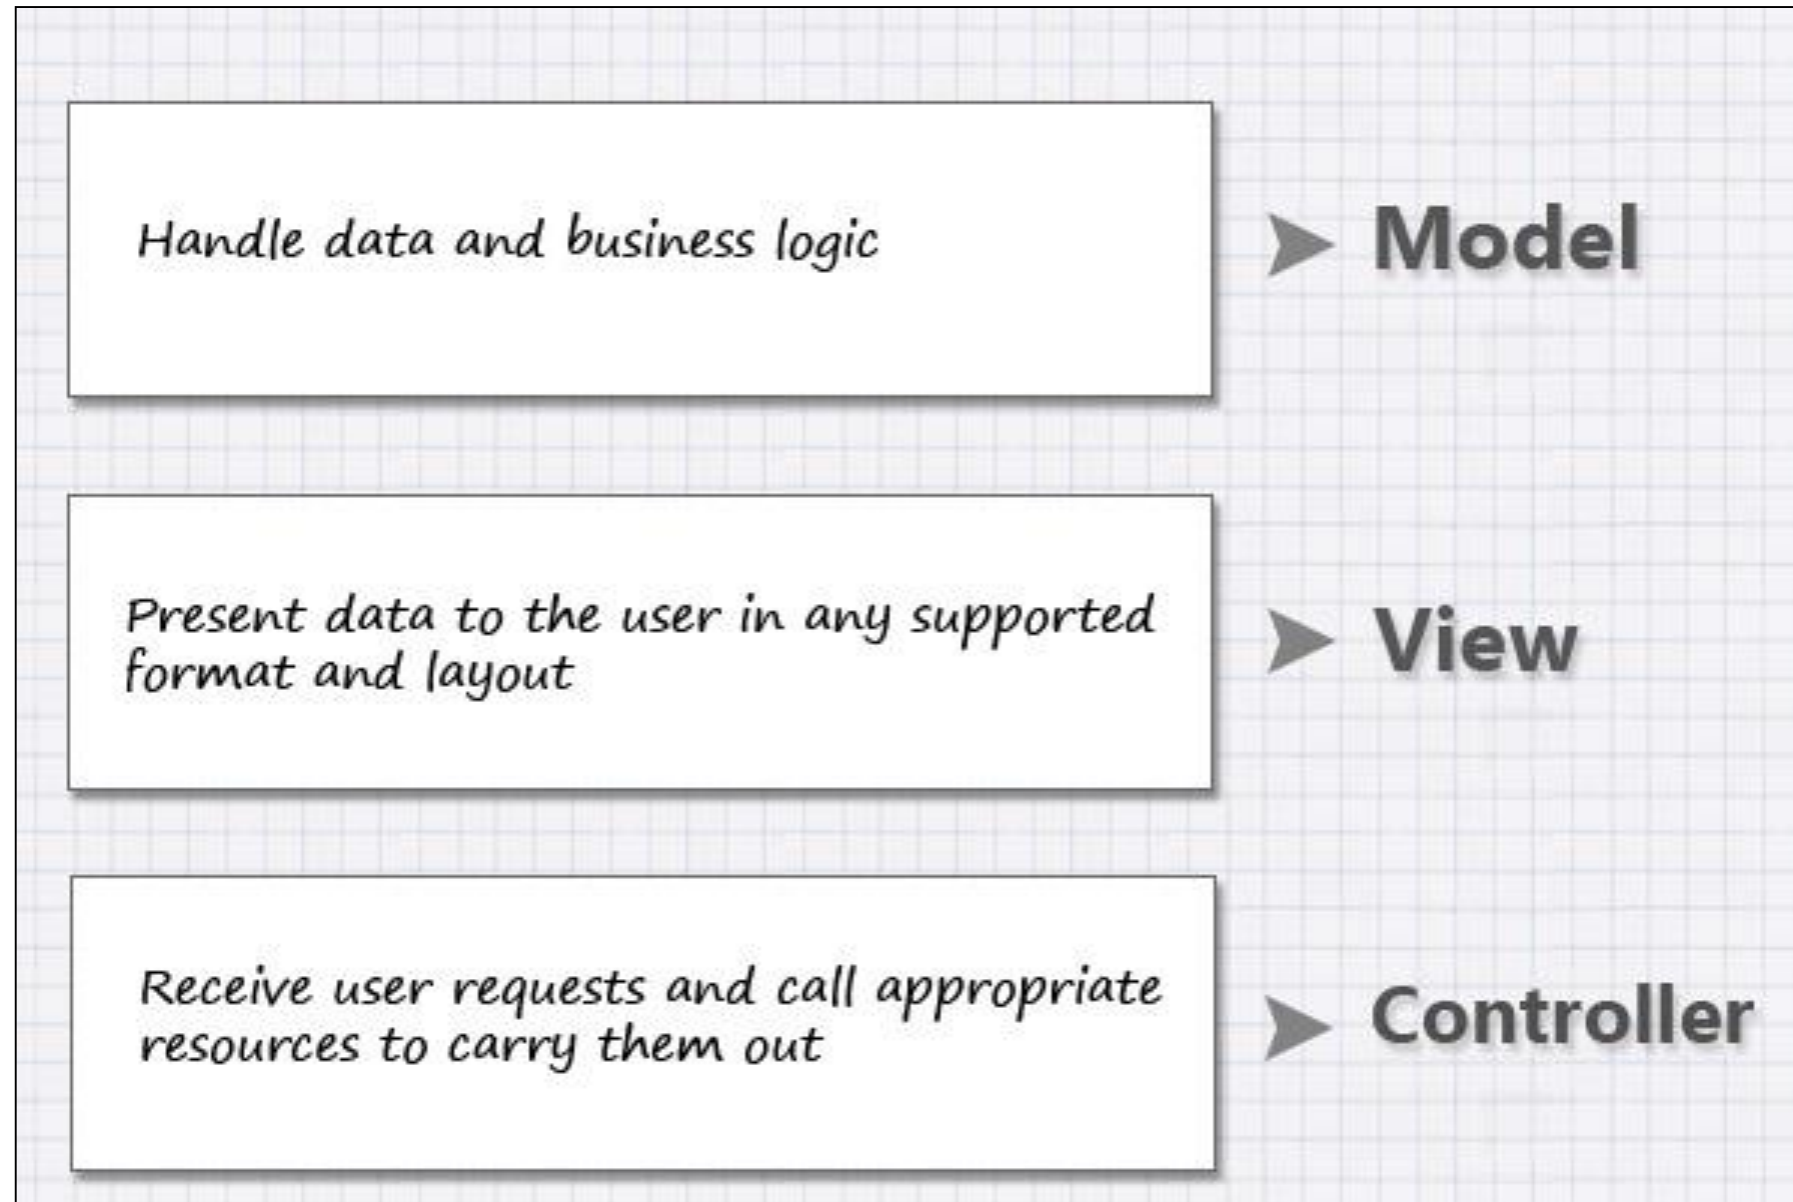 Handle data and business logic
Model
Present data to the user in any supported
format and layout
View
Receive user requests and call appropriate
resources to carry them out
Controller